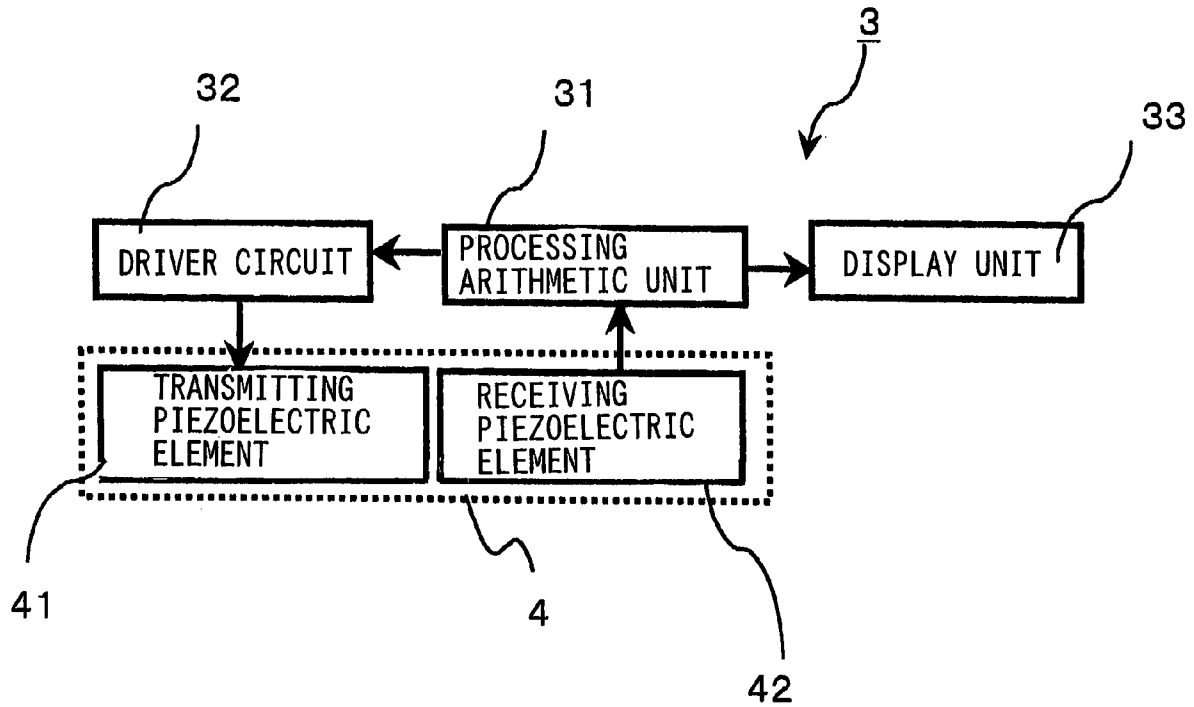 3
32
31
33
DRIVER CIRCUIT
PROCESSING
ARITHMETIC UNIT
DISPLAY UNIT
TRANSMITTING
PIEZOELECTRIC
ELEMENT
RECEIVING
PIEZOELECTRIC
ELEMENT
41
4
42